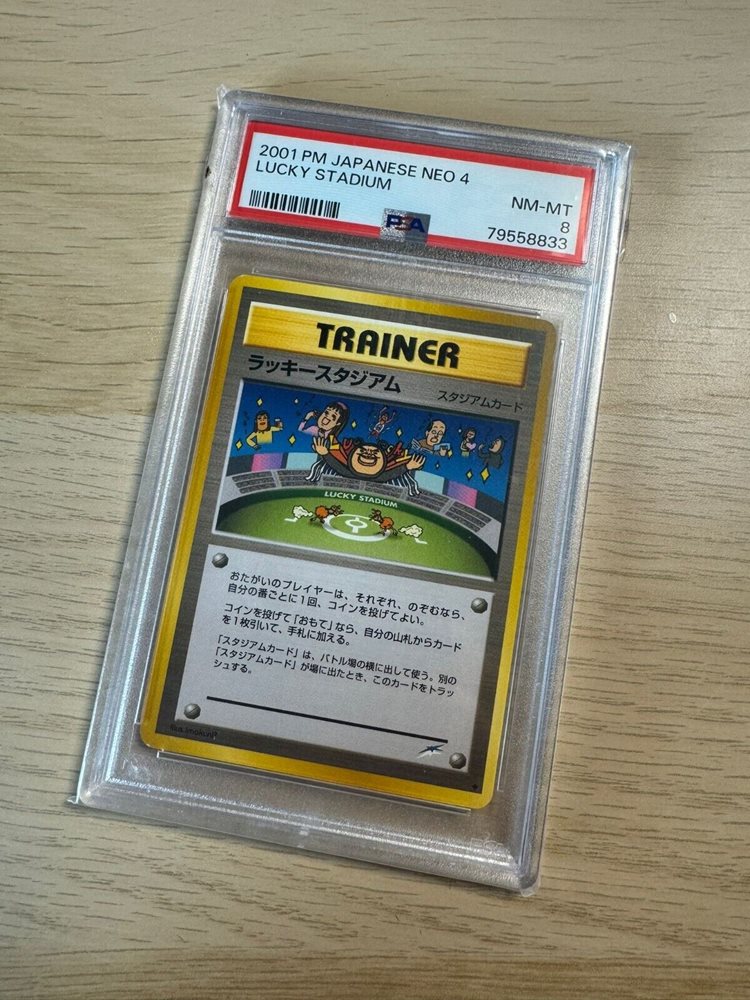 2001 PM JAPANESE NEO 4
LUCKY STADIUM
NM-MT
8
PSA
79558833
TRAINER
ラッキースタジアム
スタジアムカード
LUCKY STADIUM
おたがいのプレイヤーは、それぞれ、のぞむなら、
自分の番ごとに1回、コインを投げてよい。
コインを投げて「おもて」なら、自分の山札からカード
を1枚引いて、手札に加える。
「スタジアムカード」は、バトル場の横に出して使う。別の
「スタジアムカード」が場に出たとき、このカードをトラッ
シュする。
Illus. Imakuni?